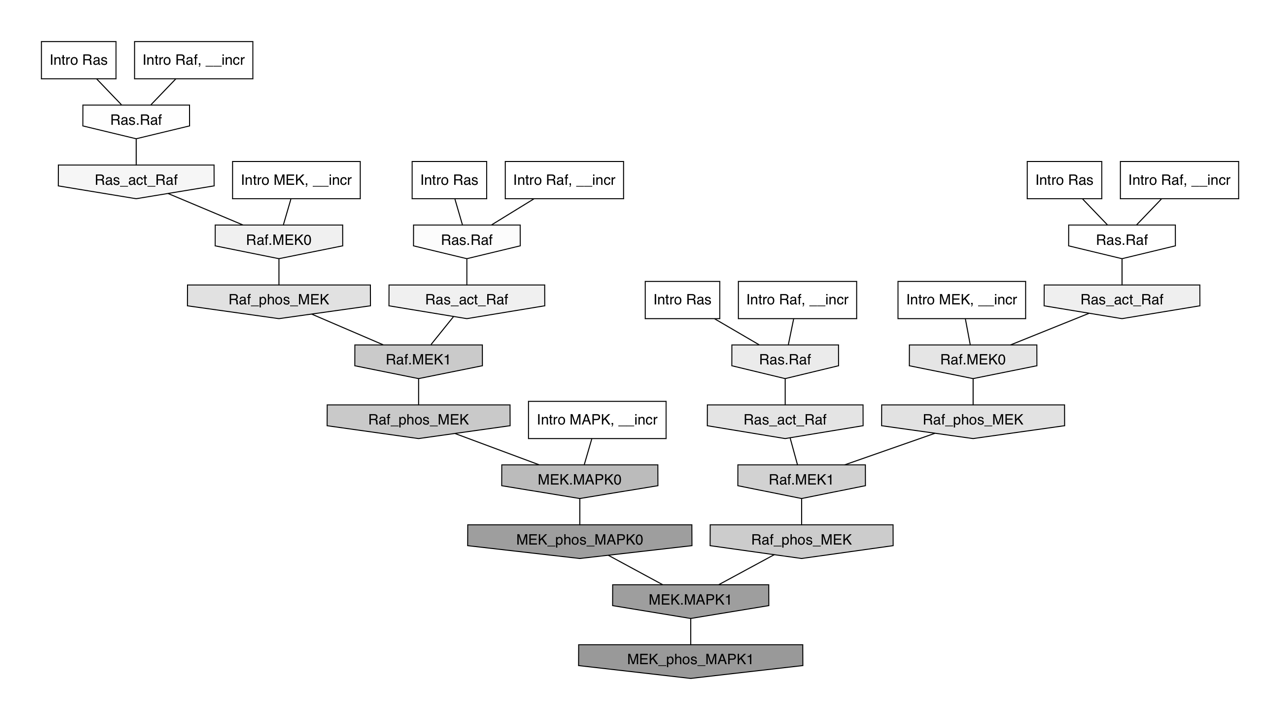 Intro Ras
Intro Raf, __incr
Ras.Raf
Ras_act_Raf
Intro MEK, __incr
Intro Ras
Intro Raf, __incr
Intro Ras
Intro Raf, __incr
Raf.MEK0
Ras.Raf
Ras.Raf
Raf_phos_MEK
Ras_act_Raf
Intro Ras
Intro Raf, __incr
Intro MEK, __incr
Ras_act_Raf
Raf.MEK1
Ras.Raf
Raf.MEK0
Raf_phos_MEK
Intro MAPK, __incr
Ras_act_Raf
Raf_phos_MEK
MEK.MAPK0
Raf.MEK1
MEK_phos_MAPK0
Raf_phos_MEK
MEK.MAPK1
MEK_phos_MAPK1